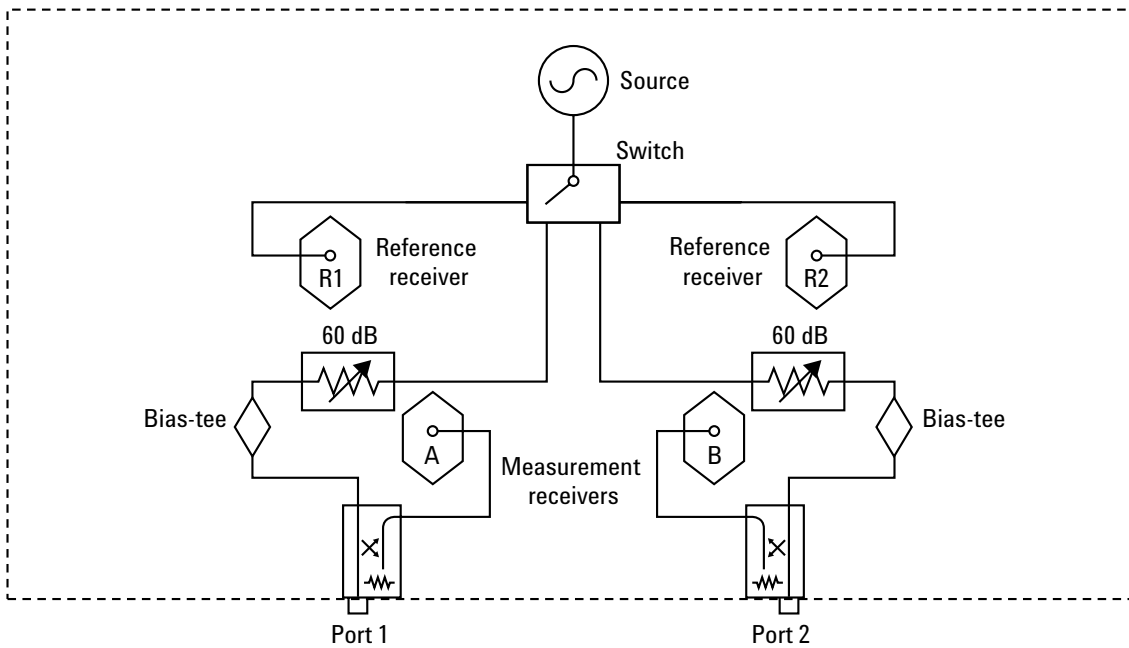 Source
Switch
Reference
receiver
R1
Reference
receiver
R2
60 dB
60 dB
Bias-tee
A
Measurement
receivers
B
Bias-tee
Port 1
Port 2